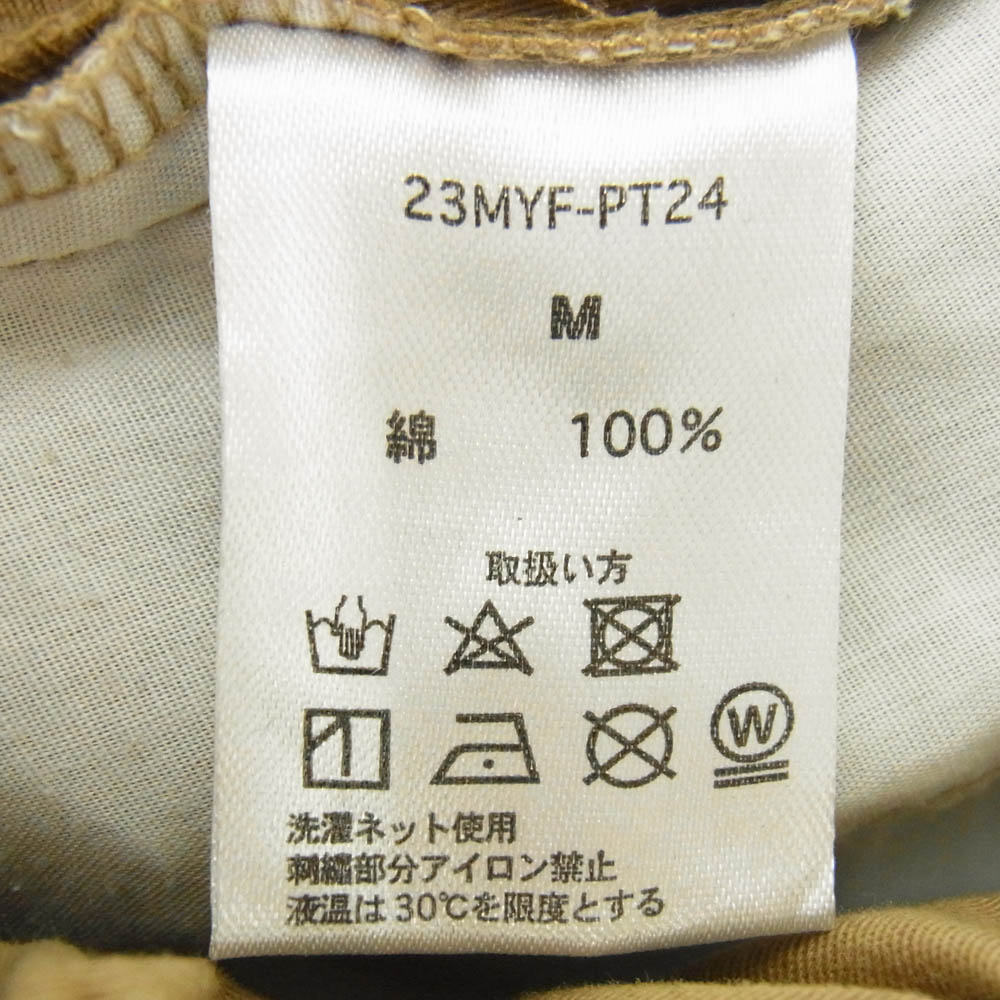 23MYF-PT24
M
綿 100%
取扱い方
W
洗濯ネット使用
刺繍部分アイロン禁止
液温は30℃を限度とする